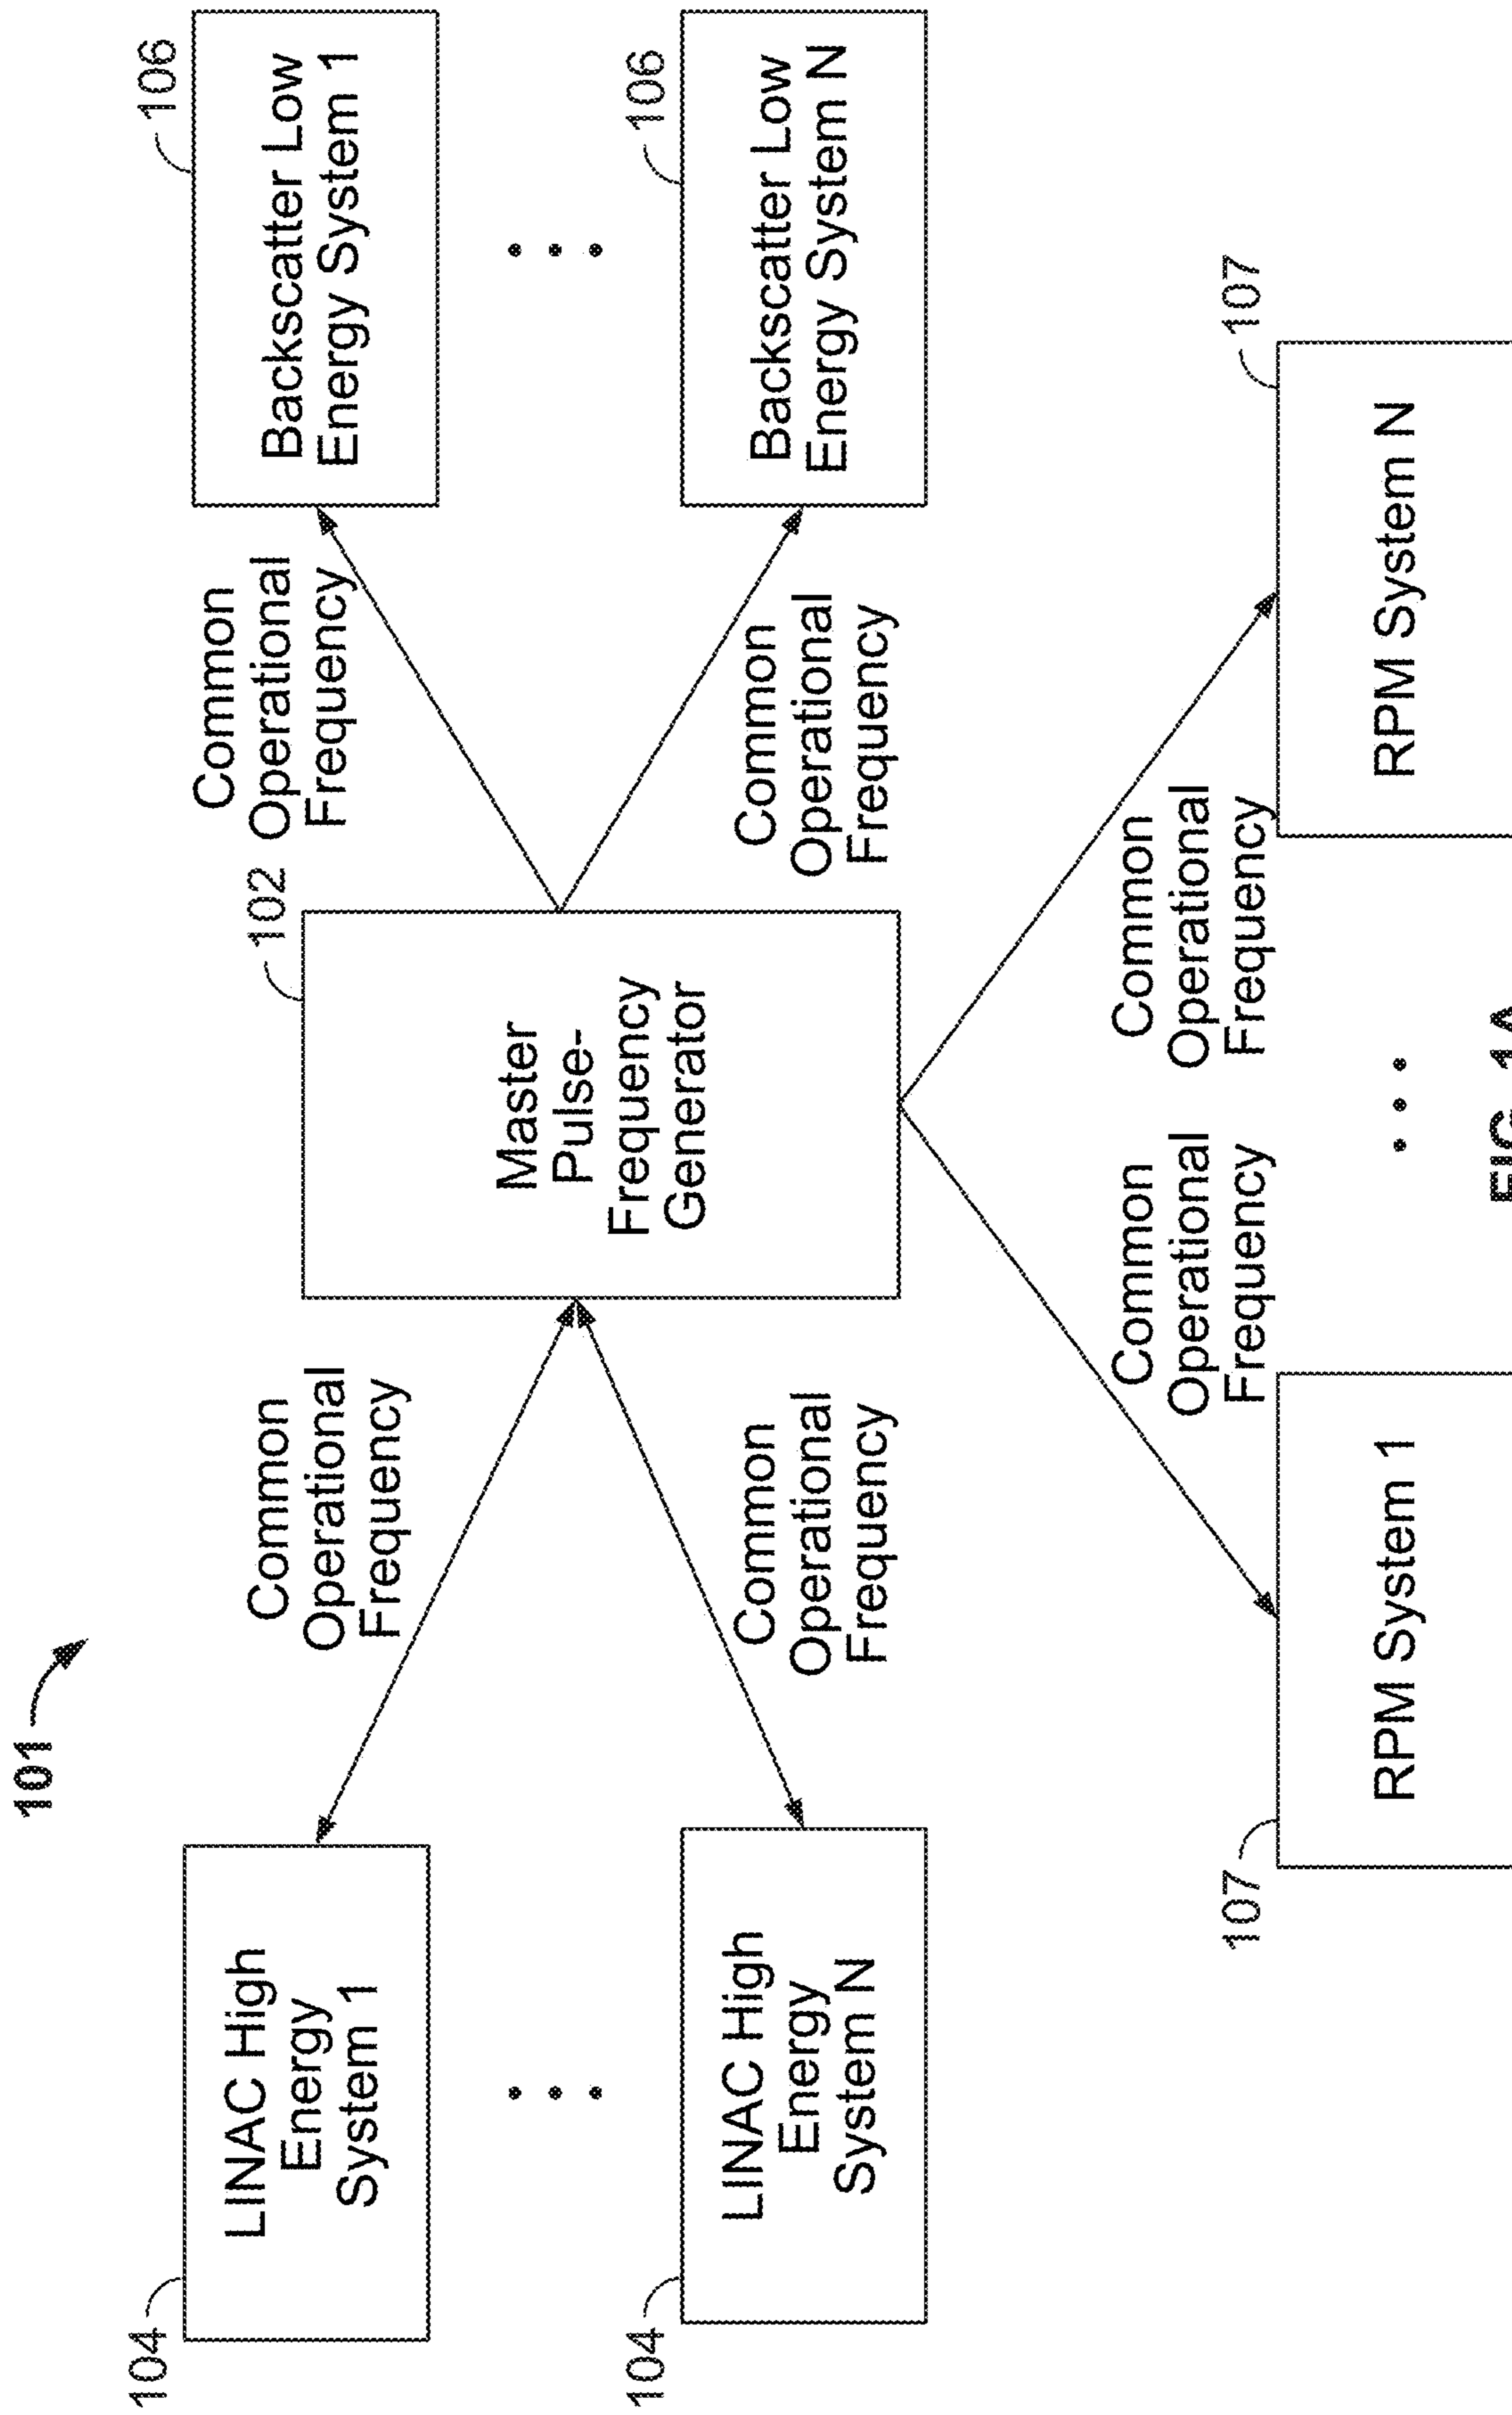 101
104
LINAC High
Energy
System 1
104
LINAC High
Energy
System N
Common
Operational
Frequency
Common
Operational
Frequency
102
Master
Pulse-
Frequency
Generator
Common
Operational
Frequency
Common
Operational
Frequency
106
Backscatter Low
Energy System 1
106
Backscatter Low
Energy System N
Common
Operational
Frequency
Common
Operational
Frequency
107
RPM System 1
107
RPM System N
FIG. 1A